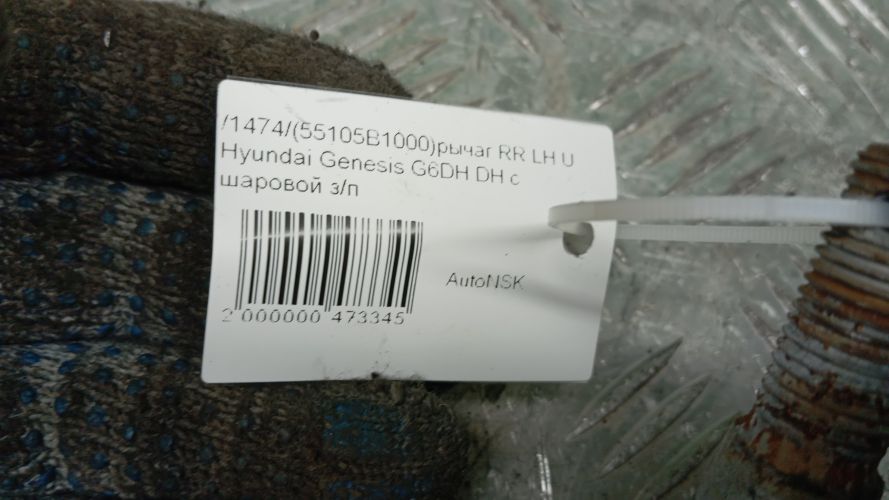 /1474/(55105B1000)рычаг RR LH U
Hyundai Genesis G6DH DH с
шаровой з/п
AutoNSK
2 000000 473345